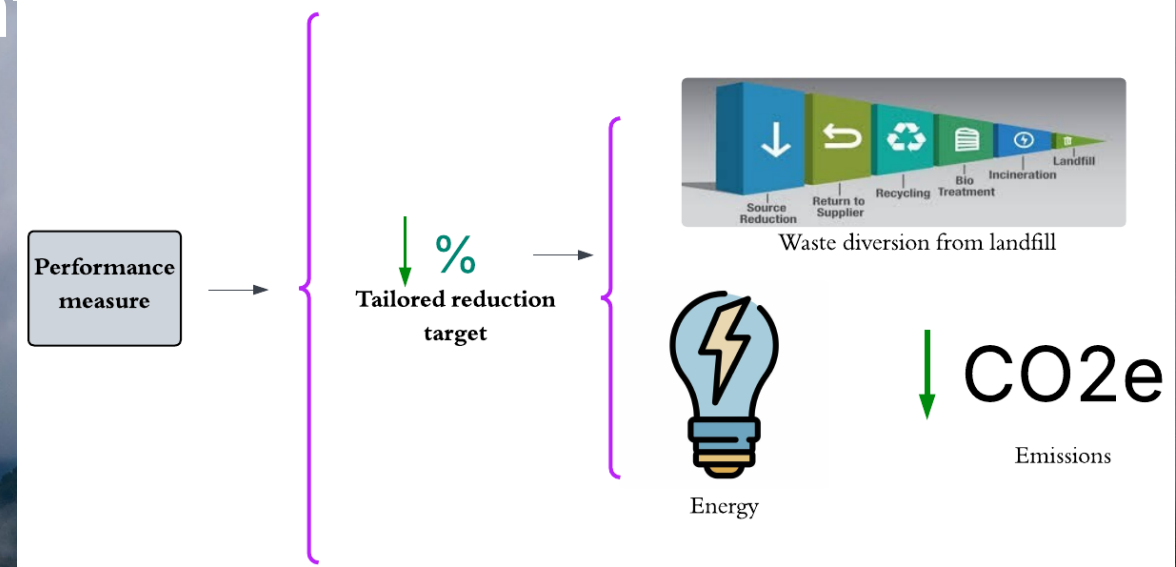 Performance
measure
%
Tailored reduction
target
Source
Reduction
Return to
Supplier
Recycling
Bio
Treatment
Incineration
Landfill
Waste diversion from landfill
Energy
CO2e
Emissions